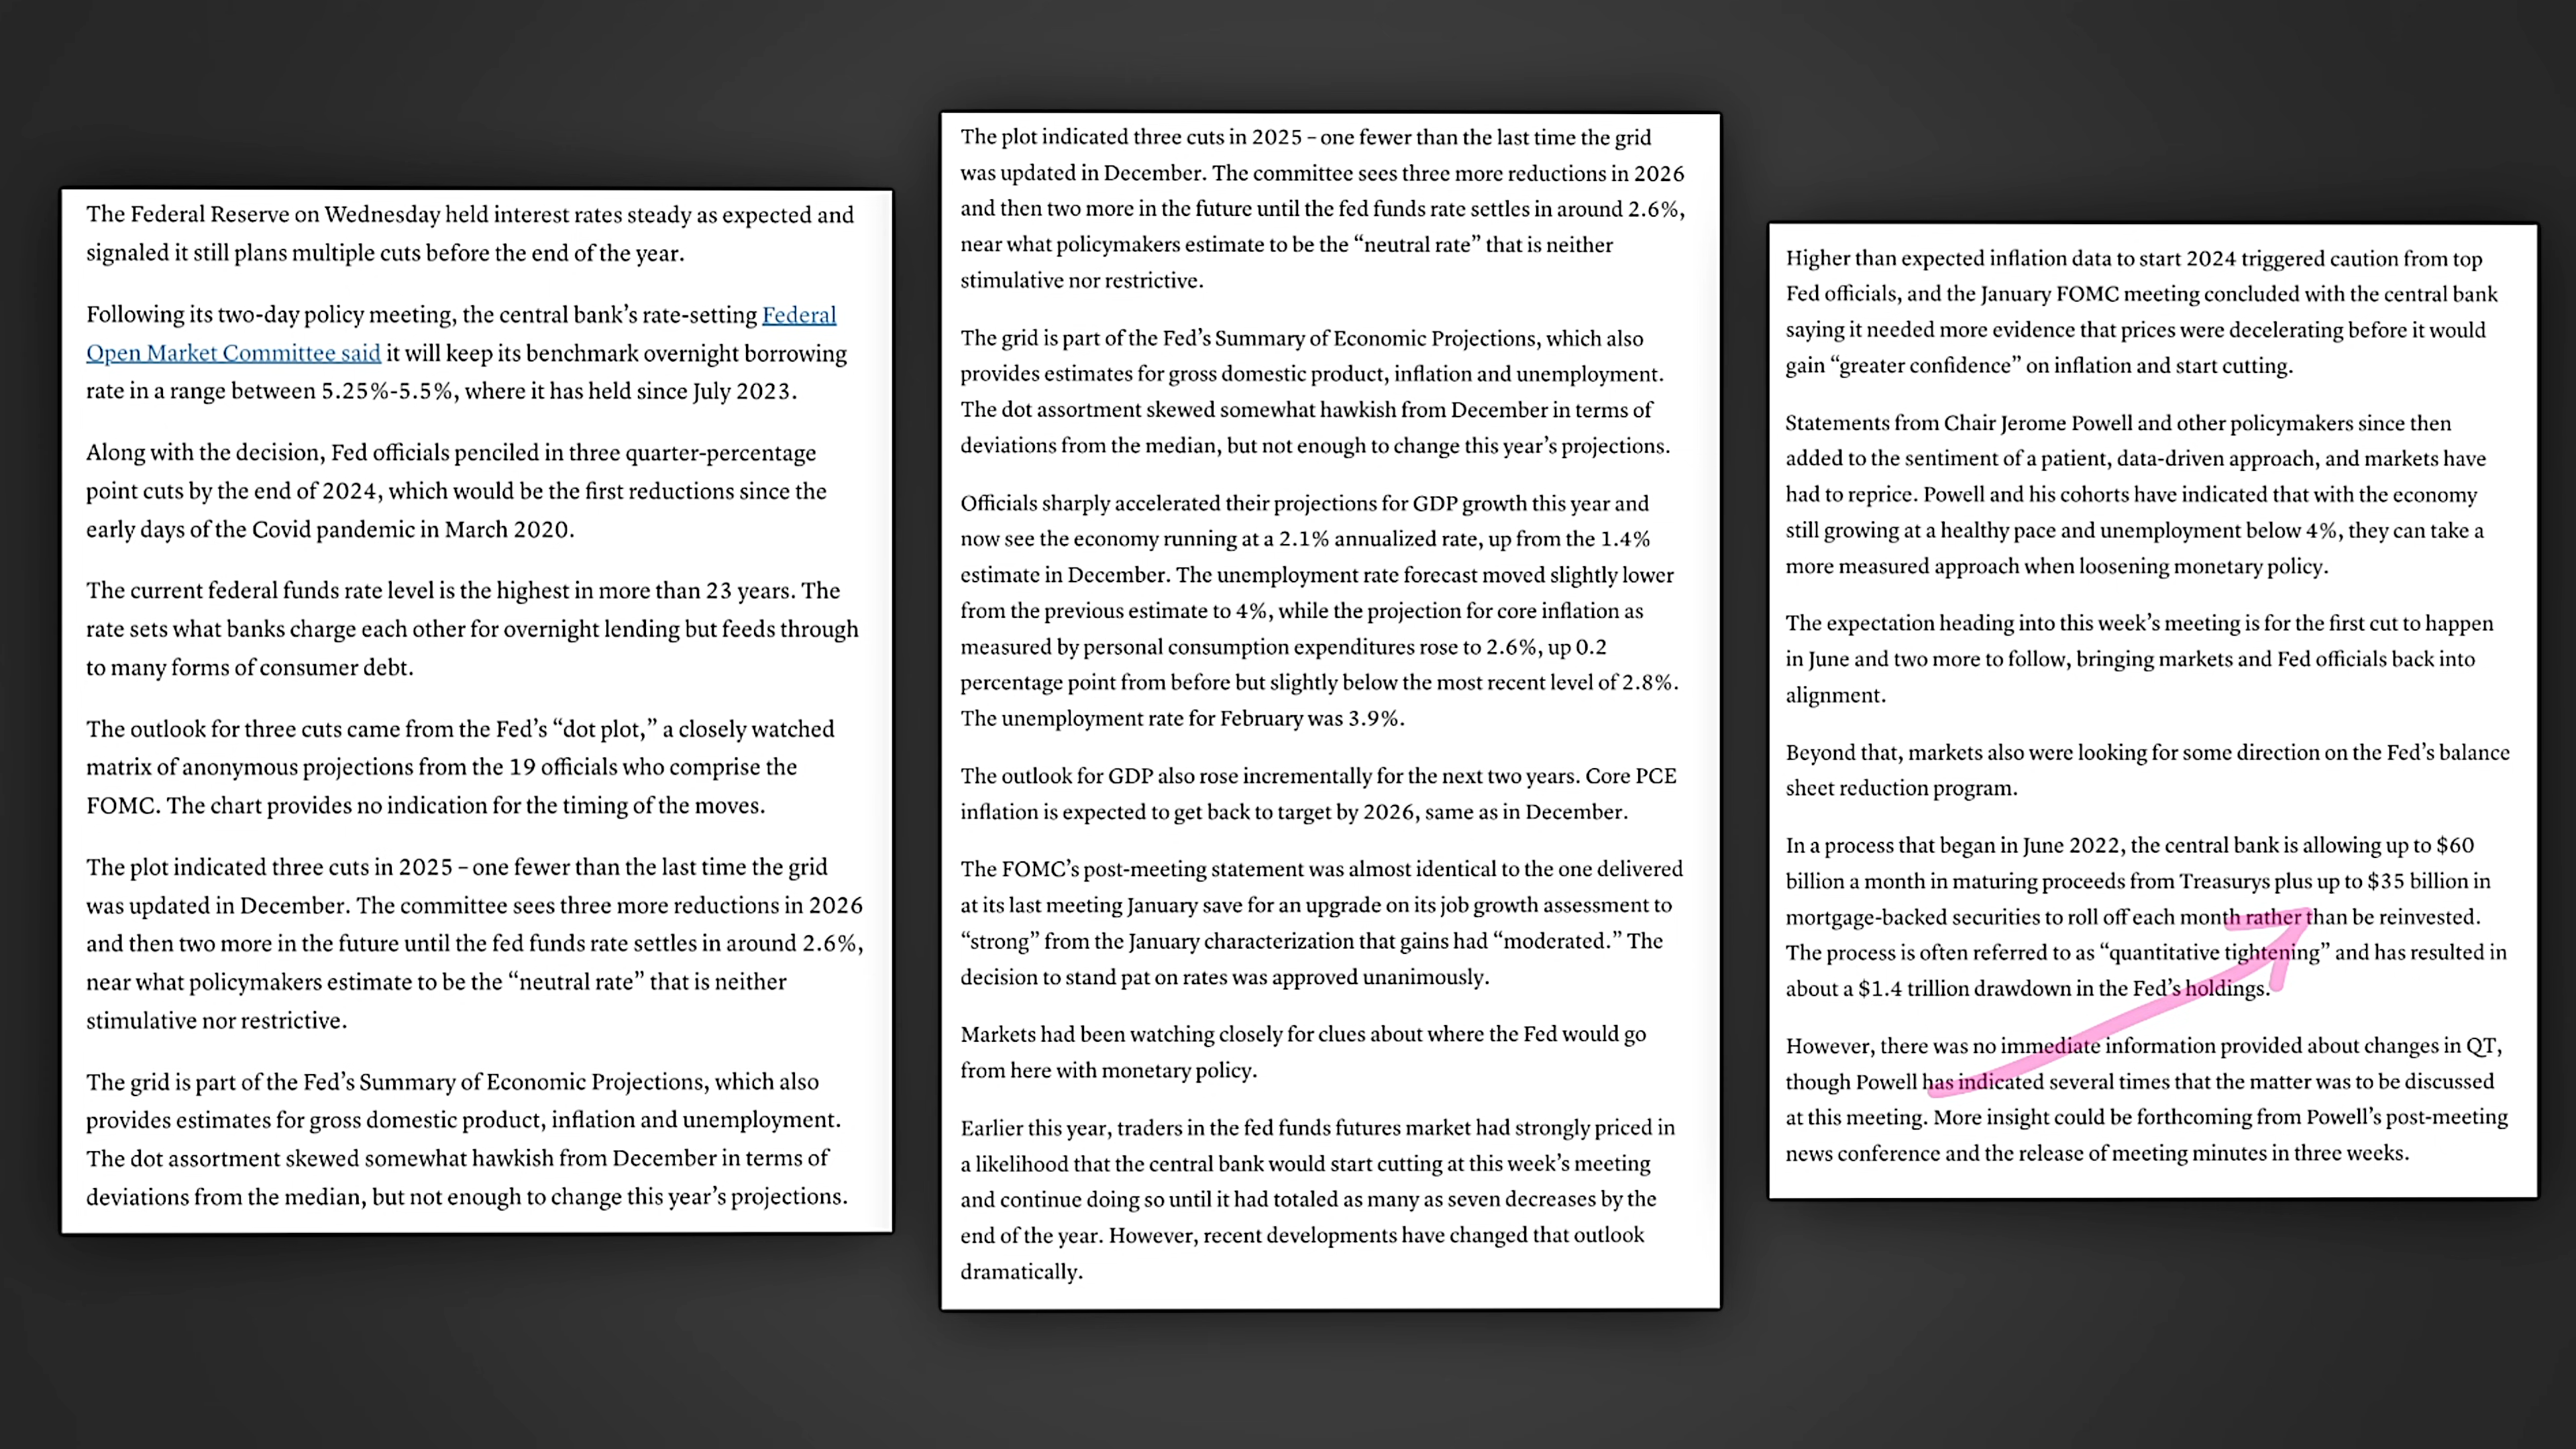 The Federal Reserve on Wednesday held interest rates steady as expected and
signaled it still plans multiple cuts before the end of the year.
Following its two-day policy meeting, the central bank’s rate-setting Federal
Open Market Committee said it will keep its benchmark overnight borrowing
rate in a range between 5.25%-5.5%, where it has held since July 2023.
Along with the decision, Fed officials penciled in three quarter-percentage
point cuts by the end of 2024, which would be the first reductions since the
early days of the Covid pandemic in March 2020.
The current federal funds rate level is the highest in more than 23 years. The
rate sets what banks charge each other for overnight lending but feeds through
to many forms of consumer debt.
The outlook for three cuts came from the Fed’s “dot plot,” a closely watched
matrix of anonymous projections from the 19 officials who comprise the
FOMC. The chart provides no indication for the timing of the moves.
The plot indicated three cuts in 2025 – one fewer than the last time the grid
was updated in December. The committee sees three more reductions in 2026
and then two more in the future until the fed funds rate settles in around 2.6%,
near what policymakers estimate to be the “neutral rate” that is neither
stimulative nor restrictive.
The grid is part of the Fed’s Summary of Economic Projections, which also
provides estimates for gross domestic product, inflation and unemployment.
The dot assortment skewed somewhat hawkish from December in terms of
deviations from the median, but not enough to change this year’s projections.
The plot indicated three cuts in 2025 – one fewer than the last time the grid
was updated in December. The committee sees three more reductions in 2026
and then two more in the future until the fed funds rate settles in around 2.6%,
near what policymakers estimate to be the “neutral rate” that is neither
stimulative nor restrictive.
The grid is part of the Fed’s Summary of Economic Projections, which also
provides estimates for gross domestic product, inflation and unemployment.
The dot assortment skewed somewhat hawkish from December in terms of
deviations from the median, but not enough to change this year’s projections.
Officials sharply accelerated their projections for GDP growth this year and
now see the economy running at a 2.1% annualized rate, up from the 1.4%
estimate in December. The unemployment rate forecast moved slightly lower
from the previous estimate to 4%, while the projection for core inflation as
measured by personal consumption expenditures rose to 2.6%, up 0.2
percentage point from before but slightly below the most recent level of 2.8%.
The unemployment rate for February was 3.9%.
The outlook for GDP also rose incrementally for the next two years. Core PCE
inflation is expected to get back to target by 2026, same as in December.
The FOMC’s post-meeting statement was almost identical to the one delivered
at its last meeting January save for an upgrade on its job growth assessment to
“strong” from the January characterization that gains had “moderated.” The
decision to stand pat on rates was approved unanimously.
Markets had been watching closely for clues about where the Fed would go
from here with monetary policy.
Earlier this year, traders in the fed funds futures market had strongly priced in
a likelihood that the central bank would start cutting at this week’s meeting
and continue doing so until it had totaled as many as seven decreases by the
end of the year. However, recent developments have changed that outlook
dramatically.
Higher than expected inflation data to start 2024 triggered caution from top
Fed officials, and the January FOMC meeting concluded with the central bank
saying it needed more evidence that prices were decelerating before it would
gain “greater confidence” on inflation and start cutting.
Statements from Chair Jerome Powell and other policymakers since then
added to the sentiment of a patient, data-driven approach, and markets have
had to reprice. Powell and his cohorts have indicated that with the economy
still growing at a healthy pace and unemployment below 4%, they can take a
more measured approach when loosening monetary policy.
The expectation heading into this week’s meeting is for the first cut to happen
in June and two more to follow, bringing markets and Fed officials back into
alignment.
Beyond that, markets also were looking for some direction on the Fed’s balance
sheet reduction program.
In a process that began in June 2022, the central bank is allowing up to $60
billion a month in maturing proceeds from Treasurys plus up to $35 billion in
mortgage-backed securities to roll off each month rather than be reinvested.
The process is often referred to as “quantitative tightening” and has resulted in
about a $1.4 trillion drawdown in the Fed’s holdings.
However, there was no immediate information provided about changes in QT,
though Powell has indicated several times that the matter was to be discussed
at this meeting. More insight could be forthcoming from Powell’s post-meeting
news conference and the release of meeting minutes in three weeks.